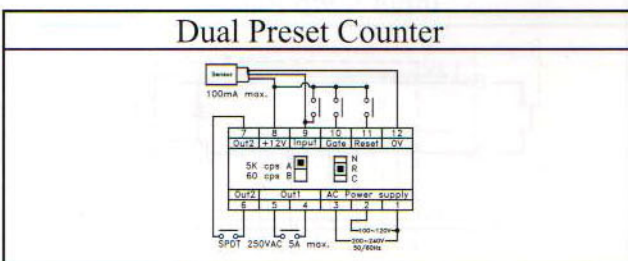 Dual Preset Counter
Sensor
100mA max.
7 8 9 10 11 12
Out2 +12V Input Gate Reset 0V
5K cps A N
60 cps B R
C
Out2 Out1 AC Power supply
6 5 4 3 2 1
100~120V
200~240V
50/60Hz
SPDT 250VAC 5A max.